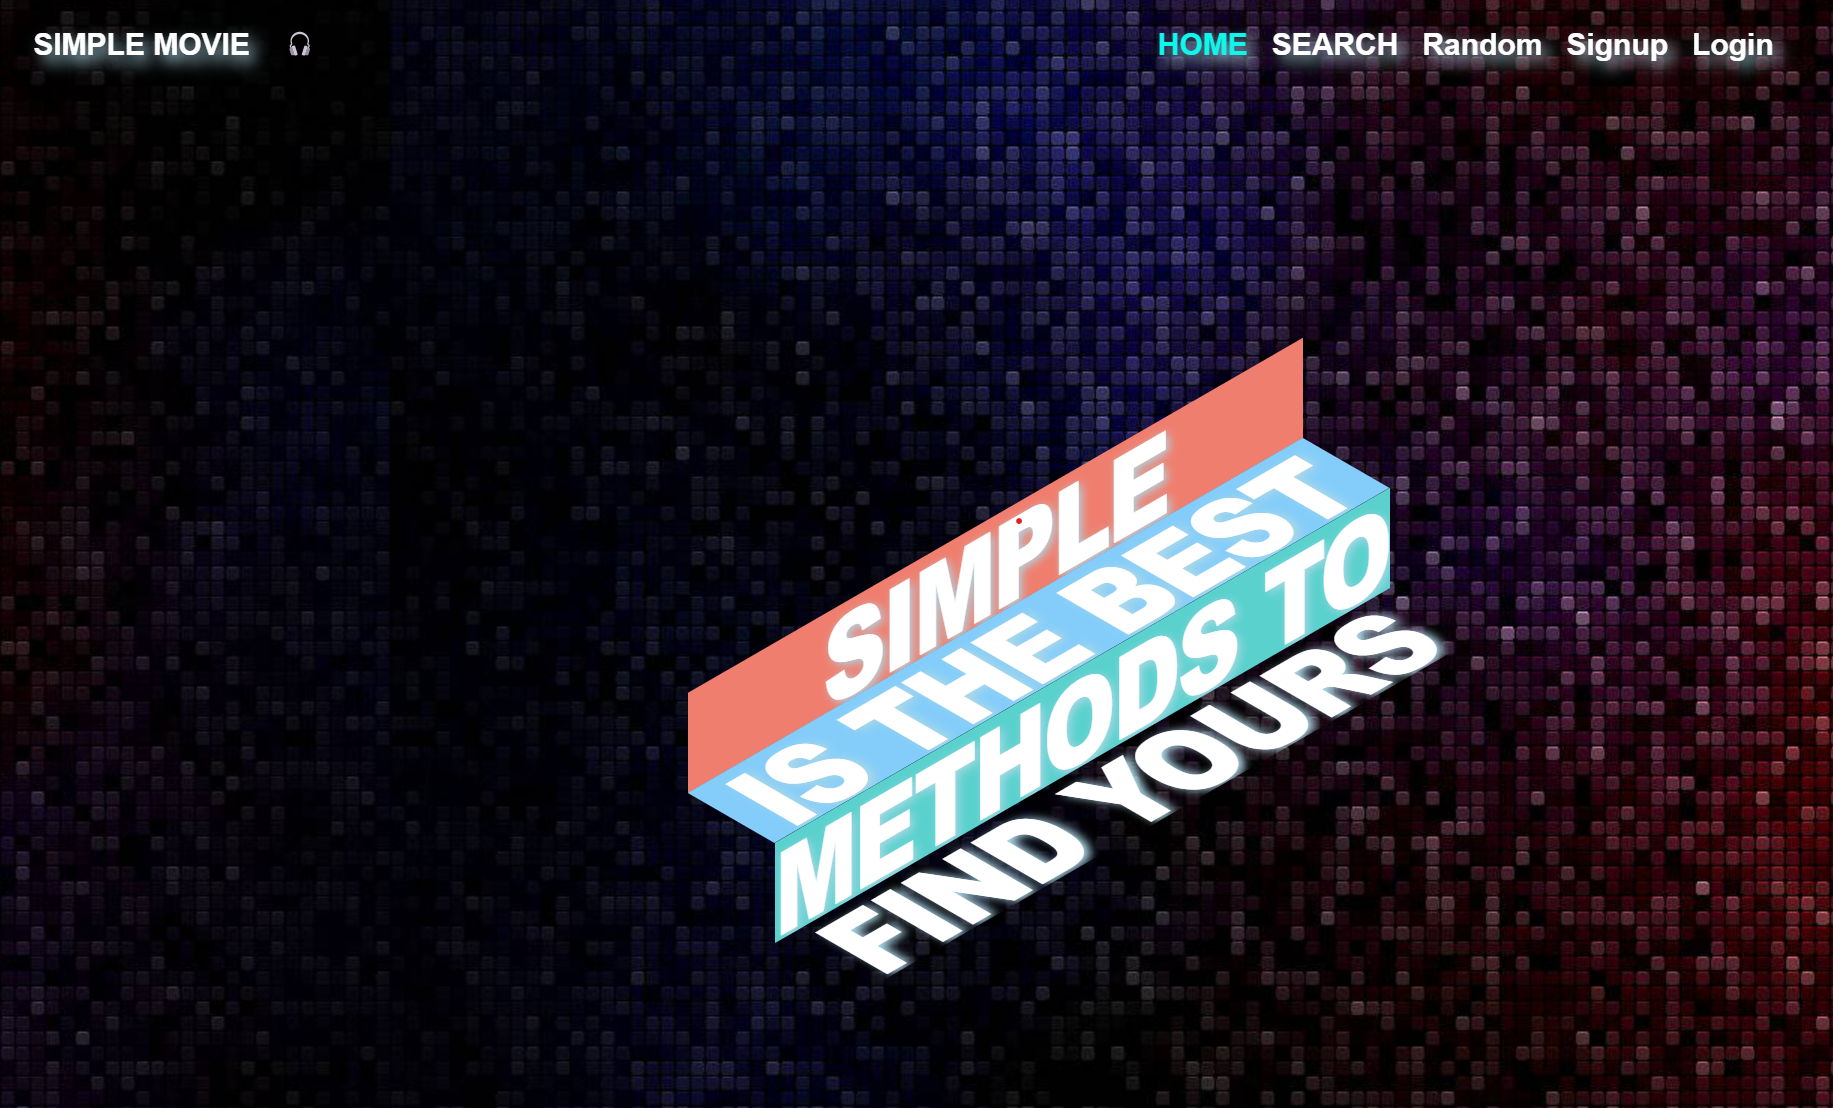 SIMPLE MOVIE
HOME SEARCH Random Signup Login
SIMPLE
IS THE BEST
METHODS TO
FIND YOURS